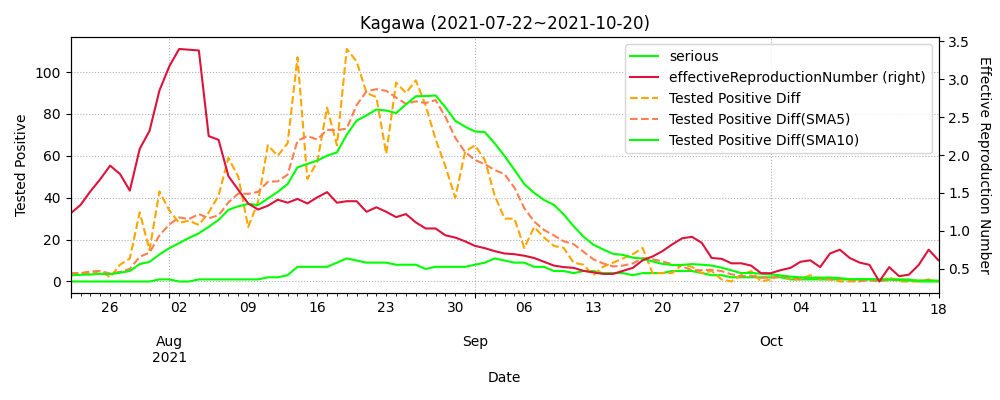 Kagawa (2021-07-22~2021-10-20)
serious
effectiveReproductionNumber (right)
Tested Positive Diff
Tested Positive Diff(SMA5)
Tested Positive Diff(SMA10)
Tested Positive
100
80
60
40
20
0
3.5
3.0
2.5
2.0
1.5
1.0
0.5
Effective Reproduction Number
26 02 09 16 23 30 06 13 20 27 04 11 18
Aug Sep Oct
2021
Date